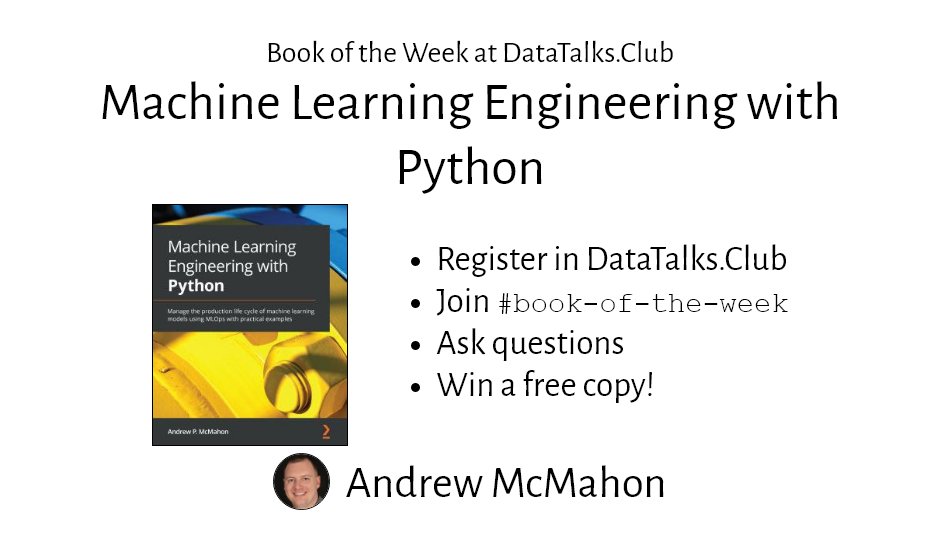 Book of the Week at DataTalks.Club
Machine Learning Engineering with
Python
Machine Learning
Engineering with
Python
Manage the production life cycle of machine learning
models using MLOps with practical examples
Andrew P. McMahon
• Register in DataTalks.Club
• Join #book-of-the-week
• Ask questions
• Win a free copy!
Andrew McMahon